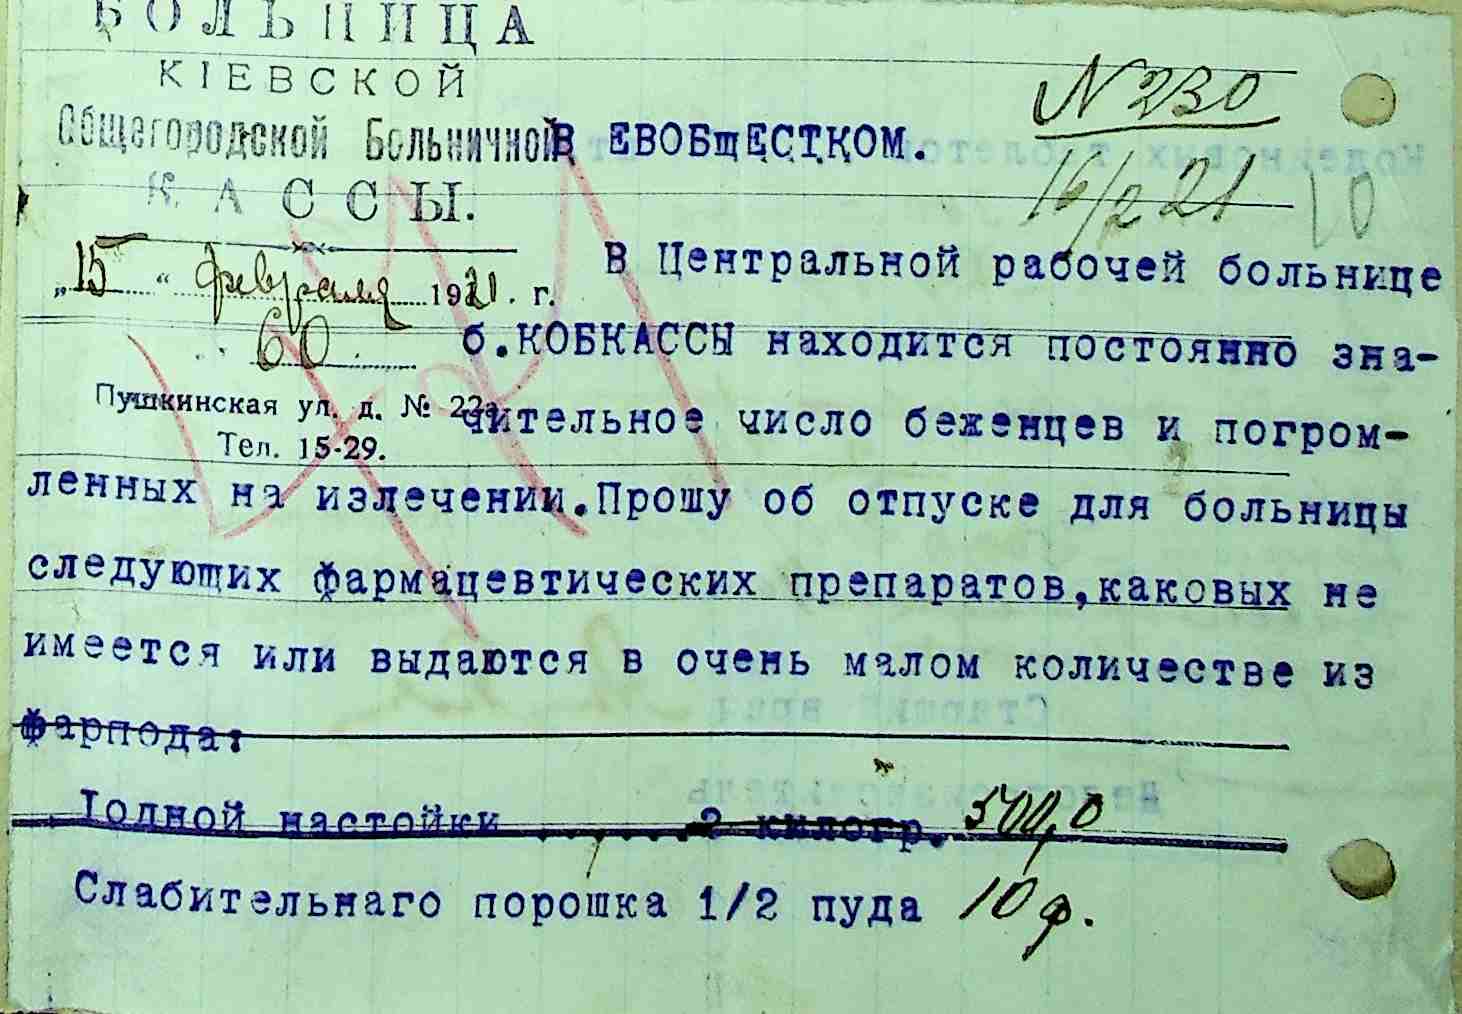 БОЛЬНИЦА
КІЕВСКОЙ
Общегородской Больничной
КАССЫ.
„15“ февраля 1921 г.
60
Пушкинская ул. д. № 22а
Тел. 15-29.
N 230
16/2 21
10
В ЕВОБЩЕСТКОМ.
В Центральной рабочей больнице
б.КОБКАССЫ находится постоянно зна-
чительное число беженцев и погром-
ленных на излечении.Прошу об отпуске для больницы
следующих фармацевтических препаратов,каковых не
имеется или выдаются в очень малом количестве из
фарпода:
Іодной настойки . . . . . .2 килогр. 500,0
Слабительнаго порошка 1/2 пуда 10 ф.